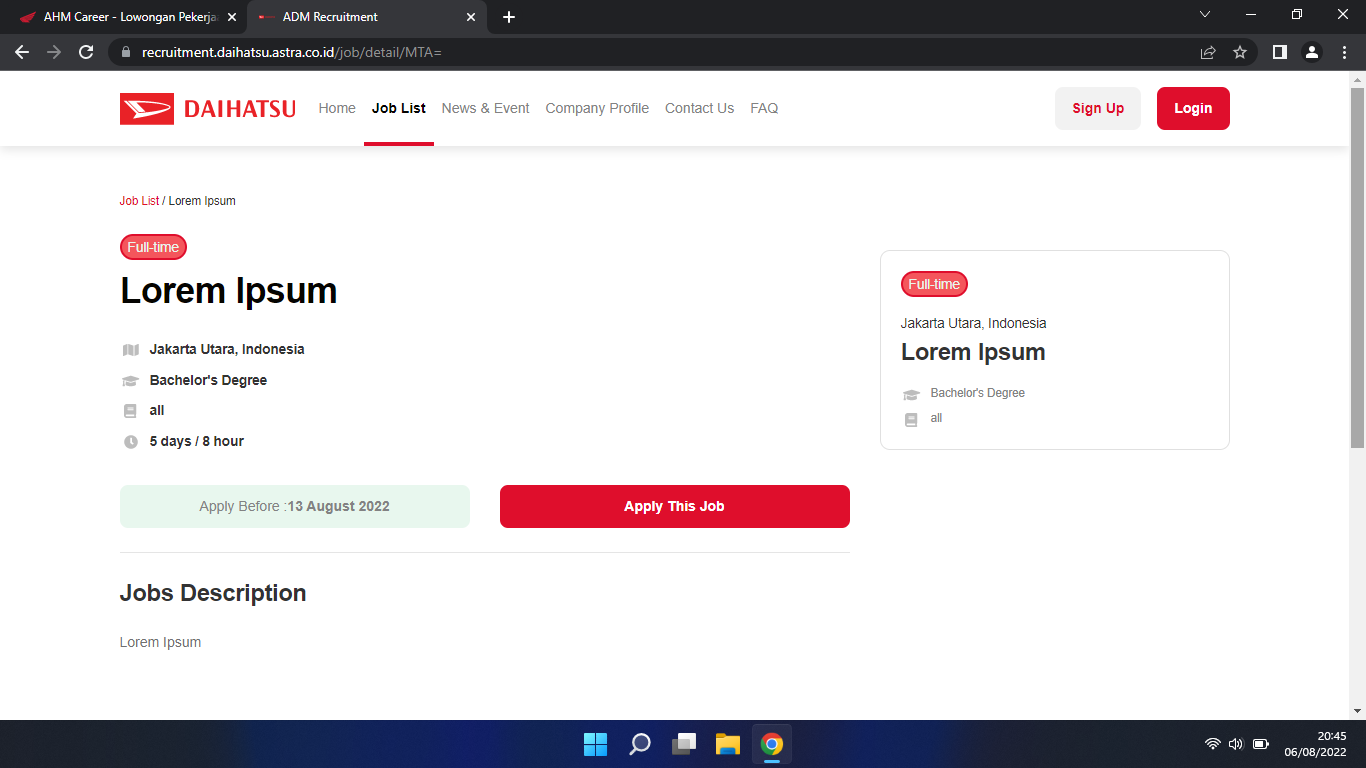 AHM Career - Lowongan Pekerja
ADM Recruitment
recruitment.daihatsu.astra.co.id/job/detail/MTA=
DAIHATSU
Home
Job List
News & Event
Company Profile
Contact Us
FAQ
Sign Up
Login
Job List / Lorem Ipsum
Full-time
Lorem Ipsum
Jakarta Utara, Indonesia
Bachelor's Degree
all
5 days / 8 hour
Apply Before :13 August 2022
Apply This Job
Full-time
Jakarta Utara, Indonesia
Lorem Ipsum
Bachelor's Degree
all
Jobs Description
Lorem Ipsum
20:45
06/08/2022